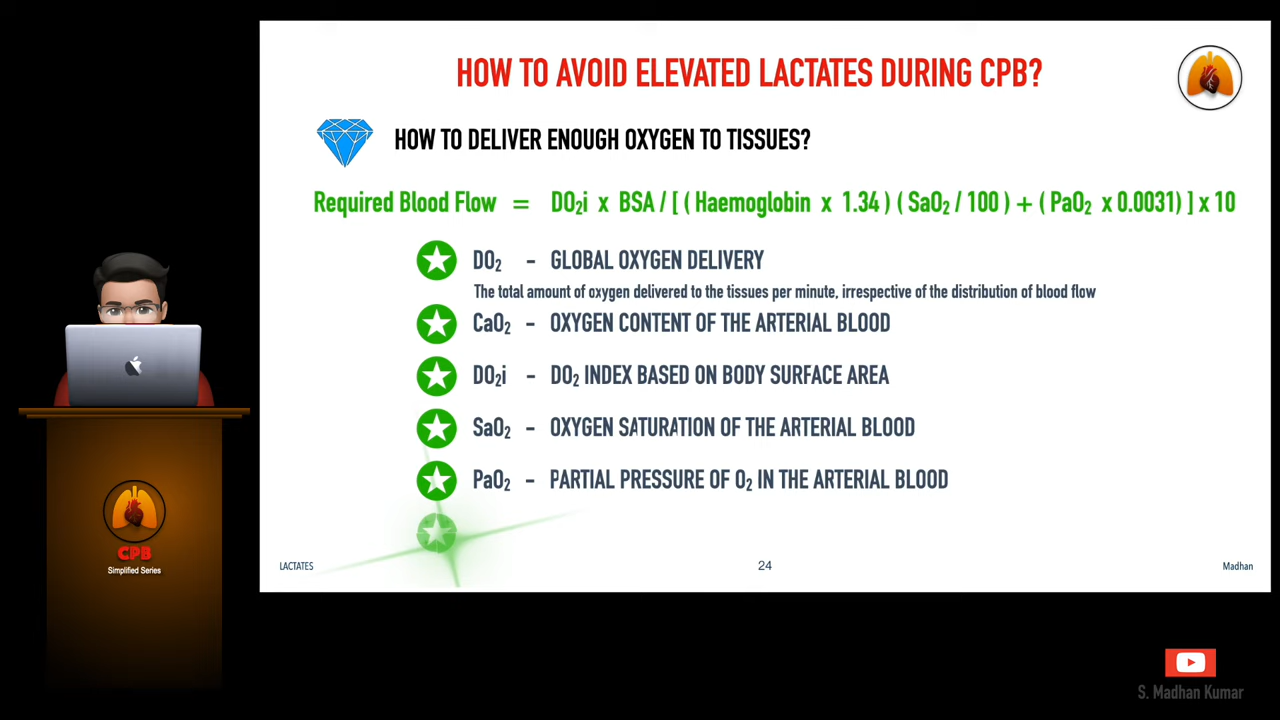 HOW TO AVOID ELEVATED LACTATES DURING CPB?
HOW TO DELIVER ENOUGH OXYGEN TO TISSUES?
Required Blood Flow = DO₂i x BSA / [ ( Haemoglobin x 1.34 ) ( SaO₂ / 100 ) + ( PaO₂ x 0.0031) ] x 10
DO₂ - GLOBAL OXYGEN DELIVERY
The total amount of oxygen delivered to the tissues per minute, irrespective of the distribution of blood flow
CaO₂ - OXYGEN CONTENT OF THE ARTERIAL BLOOD
DO₂i - DO₂ INDEX BASED ON BODY SURFACE AREA
SaO₂ - OXYGEN SATURATION OF THE ARTERIAL BLOOD
PaO₂ - PARTIAL PRESSURE OF O₂ IN THE ARTERIAL BLOOD
CPB
Simplified Series
LACTATES
24
Madhan
S. Madhan Kumar